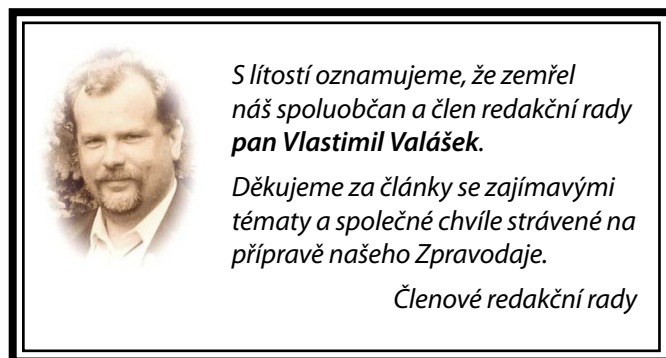 S lítostí oznamujeme, že zemřel
náš spoluobčan a člen redakční rady
pan Vlastimil Valášek.
Děkujeme za články se zajímavými
tématy a společné chvíle strávené na
přípravě našeho Zpravodaje.
Členové redakční rady